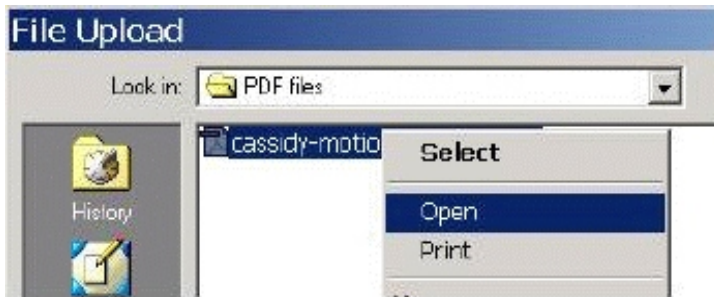 File Upload
Look in: PDF files
cassidy-motio
Select
History
Open
Print